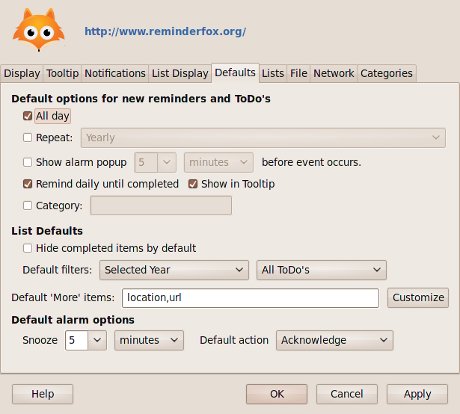 http://www.reminderfox.org/
Display Tooltip Notifications List Display Defaults Lists File Network Categories
Default options for new reminders and ToDo's
All day
Repeat: Yearly
Show alarm popup 5 minutes before event occurs.
Remind daily until completed Show in Tooltip
Category:
List Defaults
Hide completed items by default
Default filters: Selected Year All ToDo's
Default 'More' items: location,url Customize
Default alarm options
Snooze 5 minutes Default action Acknowledge
Help OK Cancel Apply